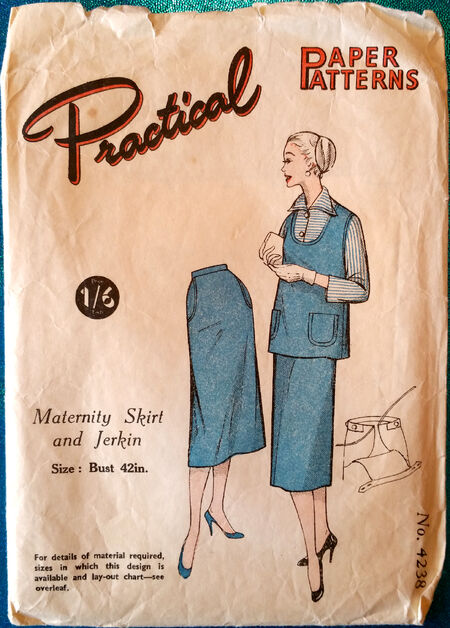 Practical
PAPER
PATTERNS
1/6
Maternity Skirt
and Jerkin
Size : Bust 42in.
For details of material required,
sizes in which this design is
available and lay-out chart—see
overleaf.
No. 4238